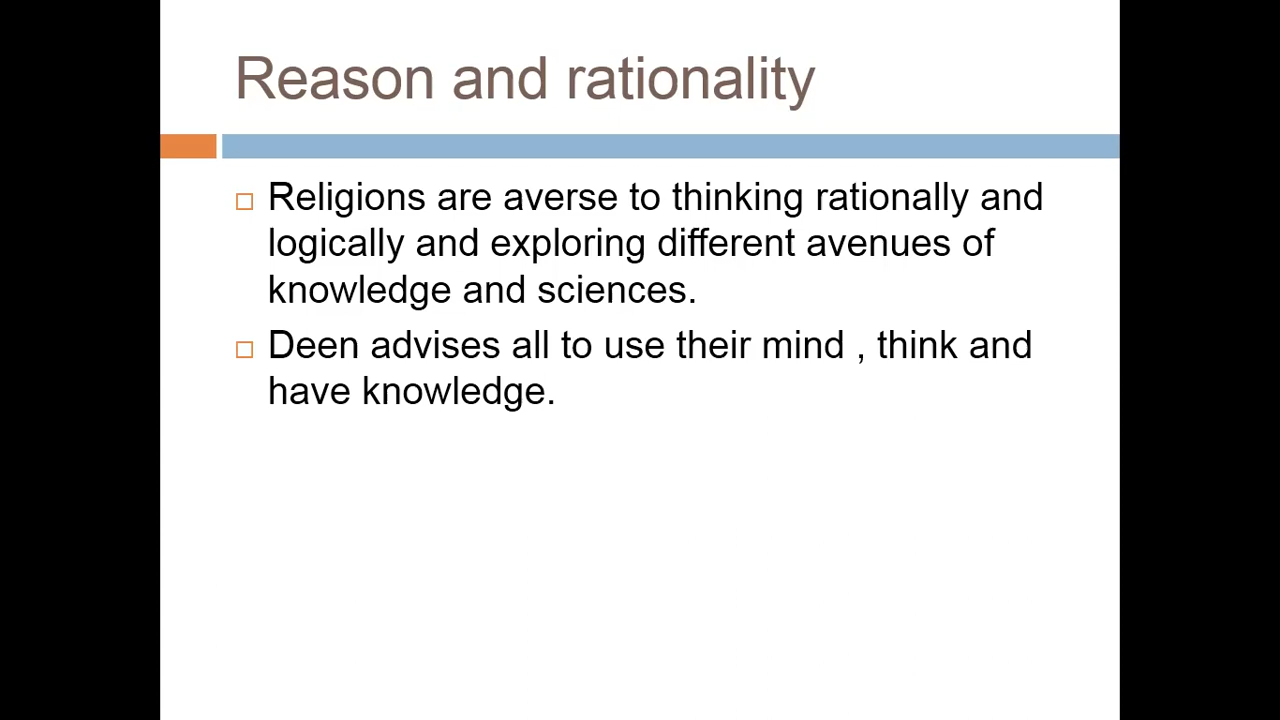 Reason and rationality
Religions are averse to thinking rationally and
logically and exploring different avenues of
knowledge and sciences.
Deen advises all to use their mind , think and
have knowledge.